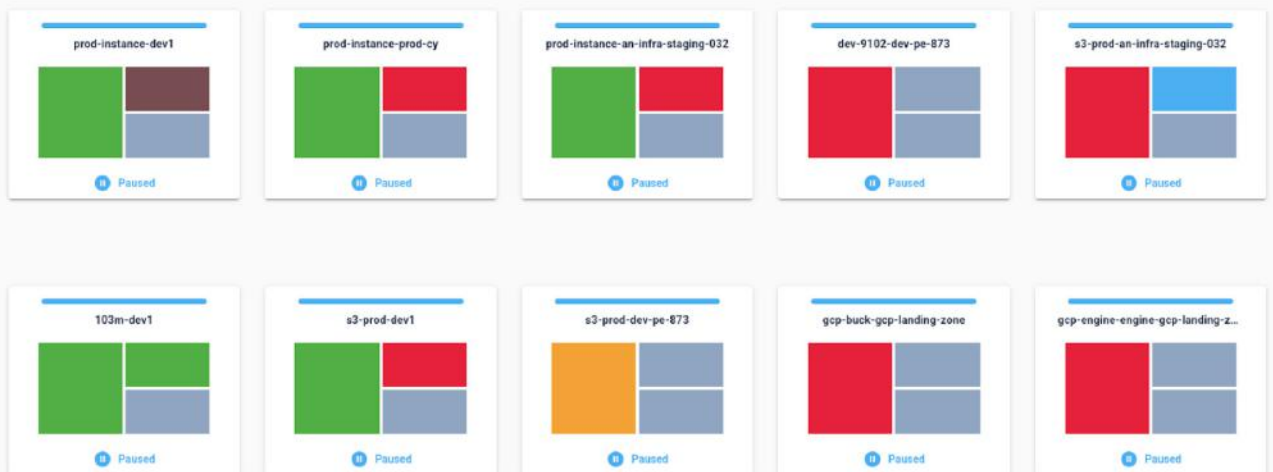 prod-instance-dev1
prod-instance-prod-cy
prod-instance-an-infra-staging-032
dev-9102-dev-pe-873
s3-prod-an-infra-staging-032
Paused
Paused
Paused
Paused
Paused
103m-dev1
s3-prod-dev1
s3-prod-dev-pe-873
gcp-buck-gcp-landing-zone
gcp-engine-engine-gcp-landing-z...
Paused
Paused
Paused
Paused
Paused